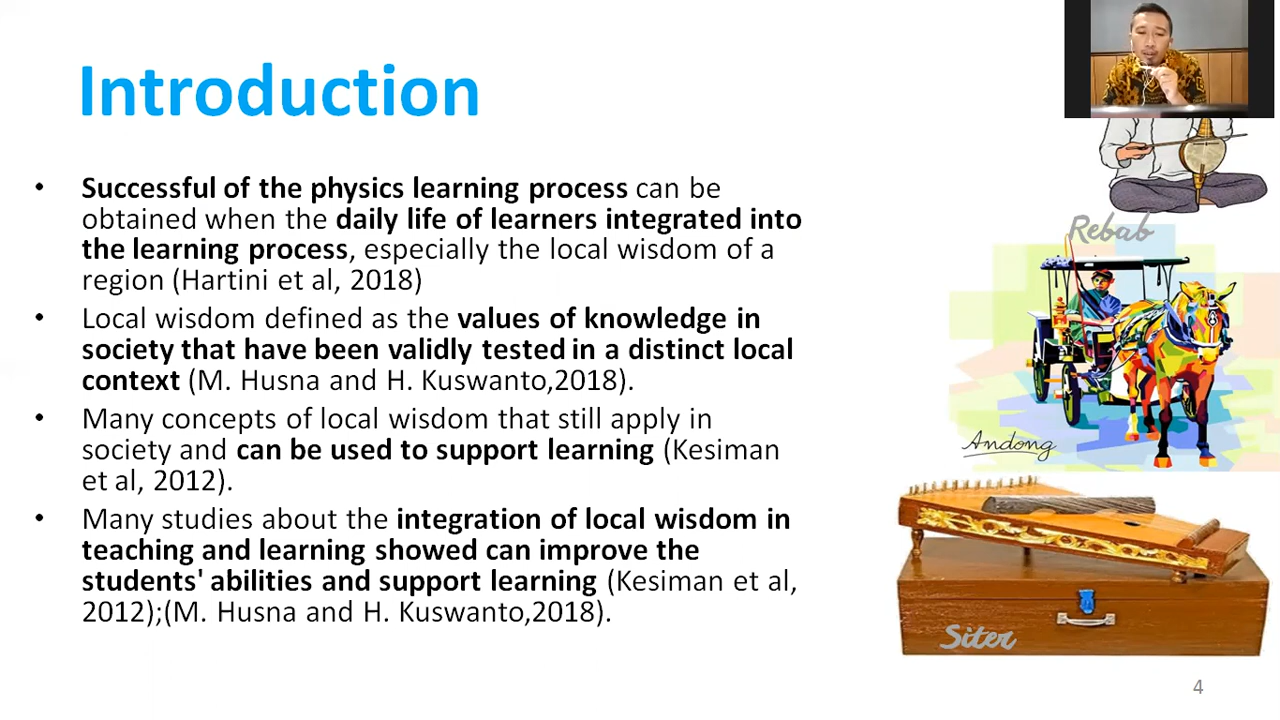 Introduction
• Successful of the physics learning process can be
obtained when the daily life of learners integrated into
the learning process, especially the local wisdom of a
region (Hartini et al, 2018)
• Local wisdom defined as the values of knowledge in
society that have been validly tested in a distinct local
context (M. Husna and H. Kuswanto,2018).
• Many concepts of local wisdom that still apply in
society and can be used to support learning (Kesiman
et al, 2012).
• Many studies about the integration of local wisdom in
teaching and learning showed can improve the
students' abilities and support learning (Kesiman et al,
2012);(M. Husna and H. Kuswanto,2018).
Rebab
Andong
Siter
4